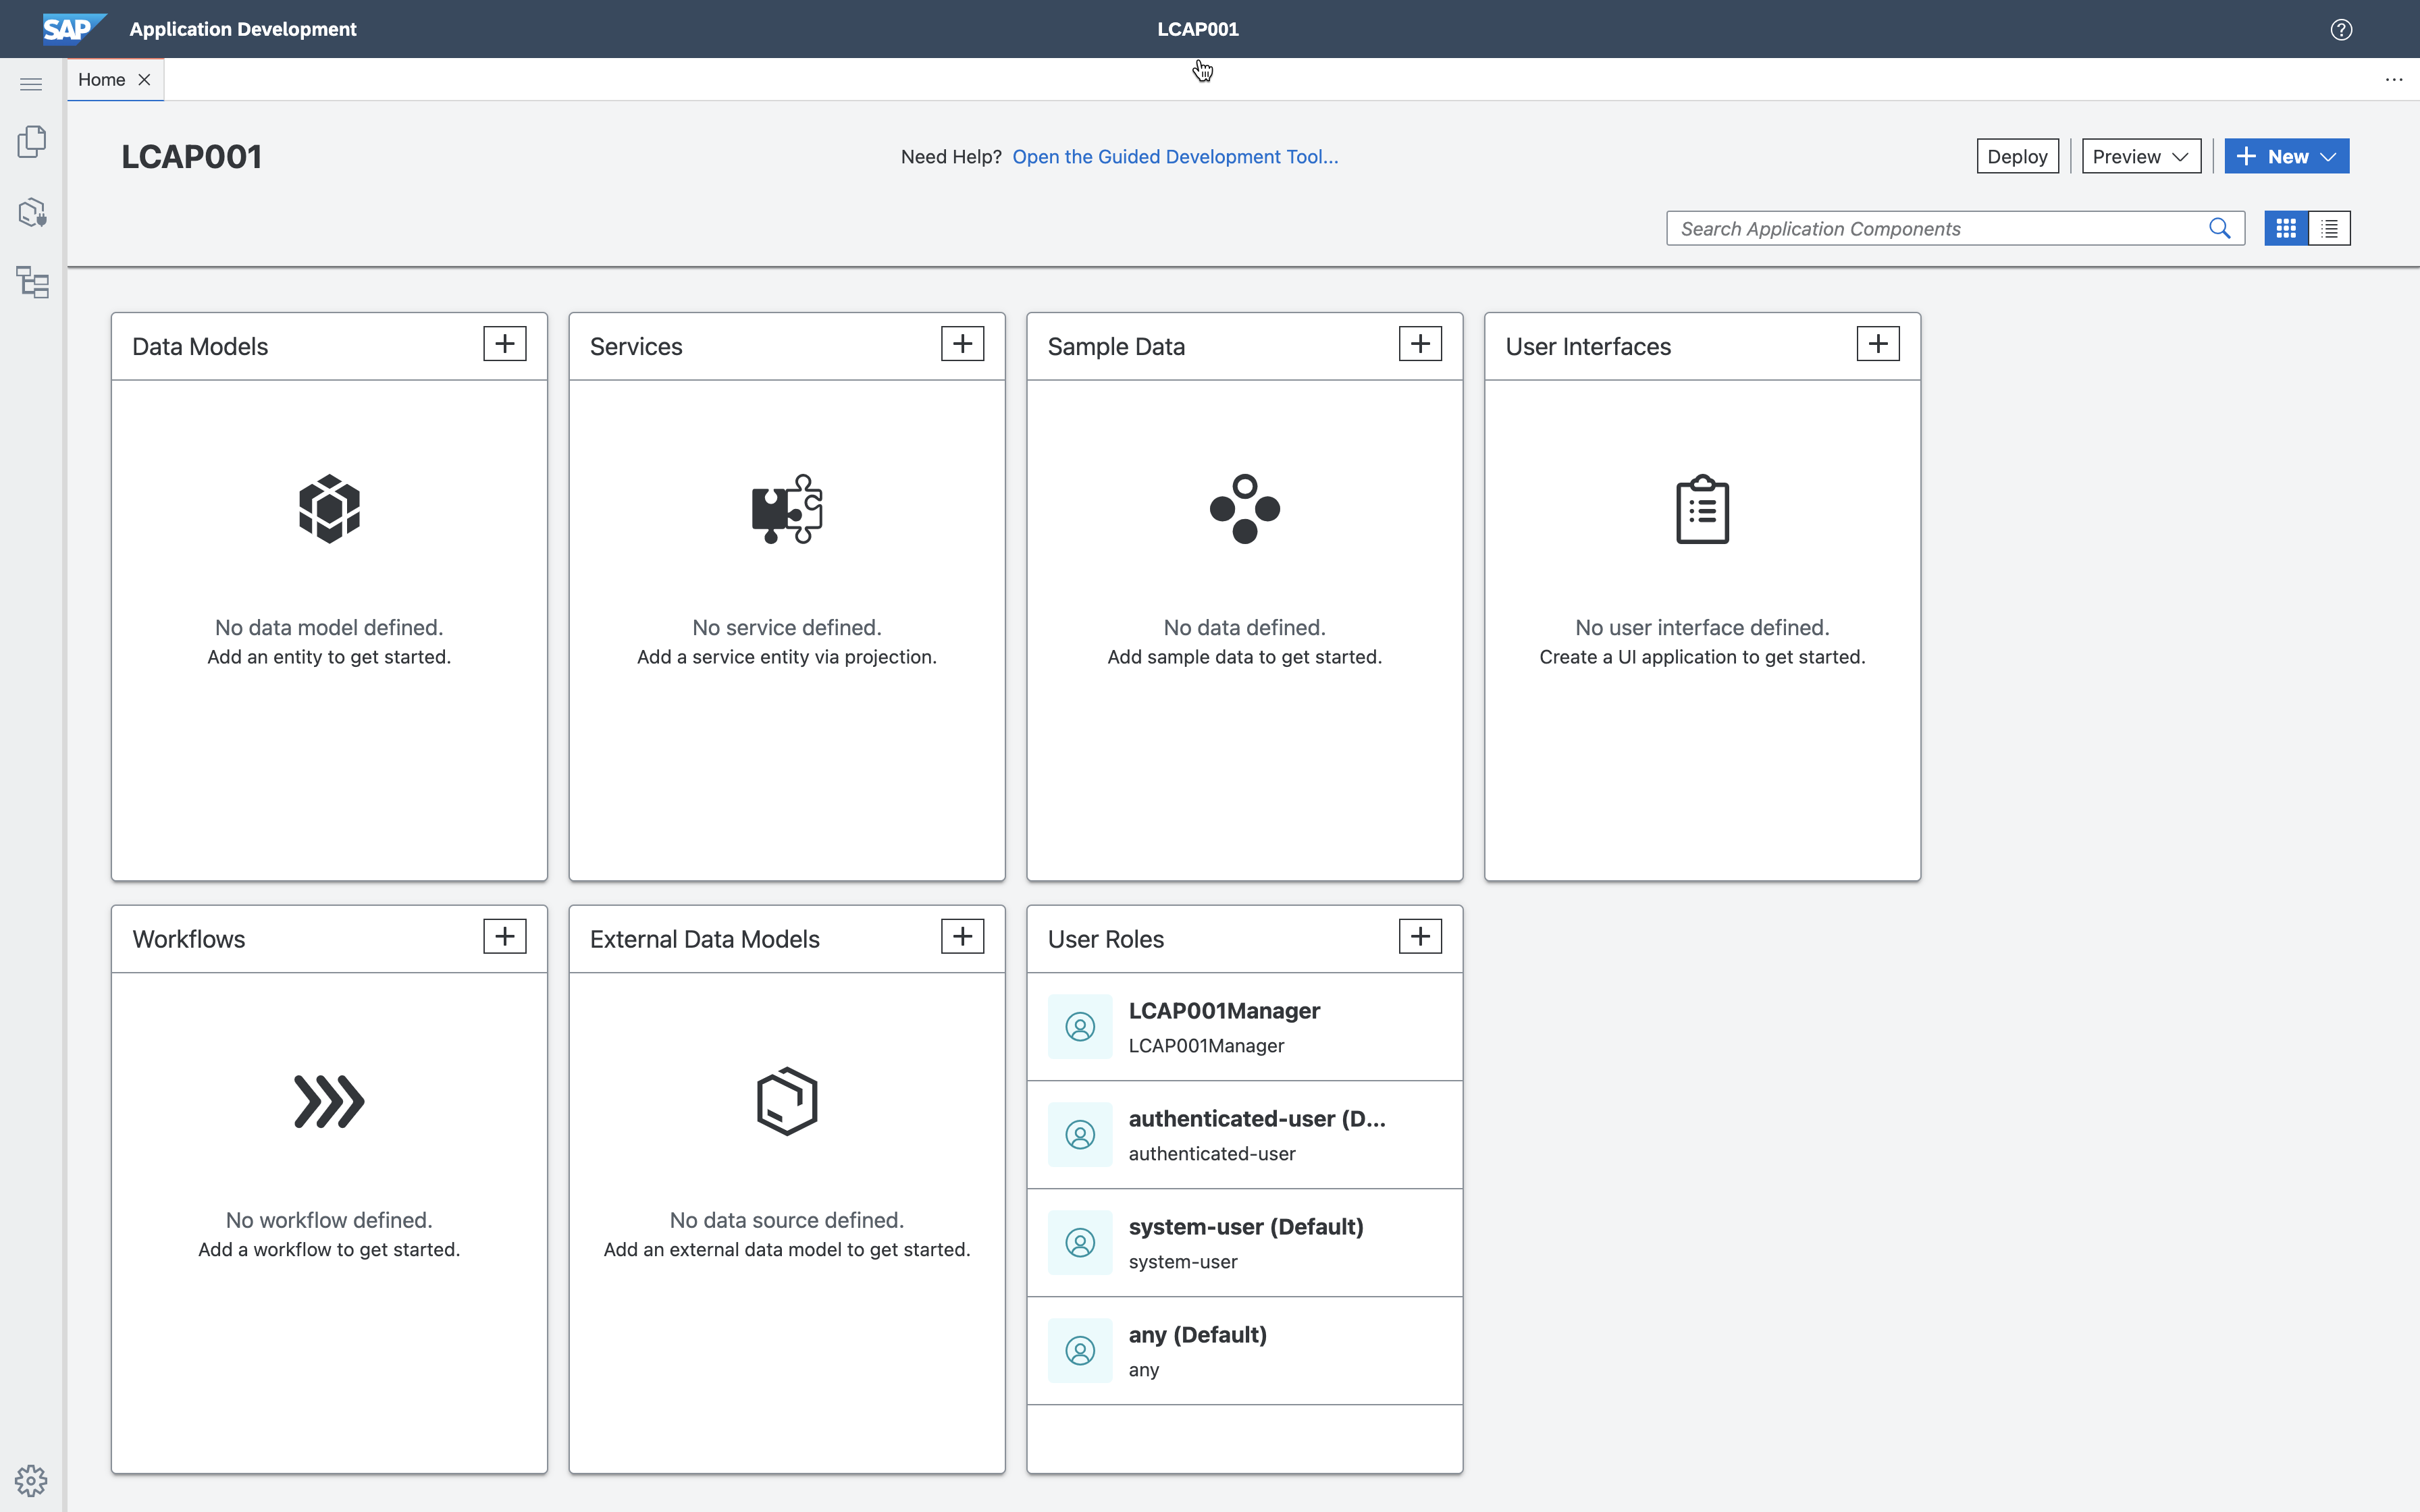 SAP Application Development
LCAP001
Home
LCAP001
Need Help? Open the Guided Development Tool...
Deploy
Preview
New
Search Application Components
Data Models
No data model defined.
Add an entity to get started.
Services
No service defined.
Add a service entity via projection.
Sample Data
No data defined.
Add sample data to get started.
User Interfaces
No user interface defined.
Create a UI application to get started.
Workflows
No workflow defined.
Add a workflow to get started.
External Data Models
No data source defined.
Add an external data model to get started.
User Roles
LCAP001Manager
LCAP001Manager
authenticated-user (D...
authenticated-user
system-user (Default)
system-user
any (Default)
any